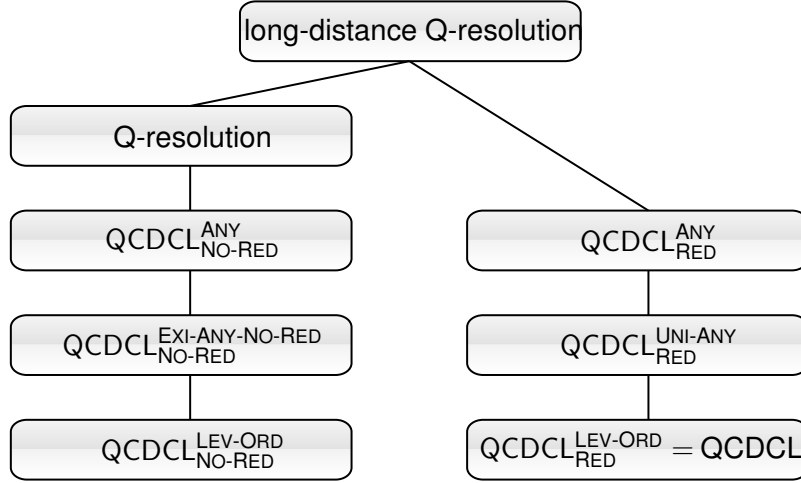 long-distance Q-resolution
Q-resolution
QCDCL^ANY_NO-RED QCDCL^ANY_RED
QCDCL^EXI-ANY-NO-RED_NO-RED QCDCL^UNI-ANY_RED
QCDCL^LEV-ORD_NO-RED QCDCL^LEV-ORD_RED = QCDCL